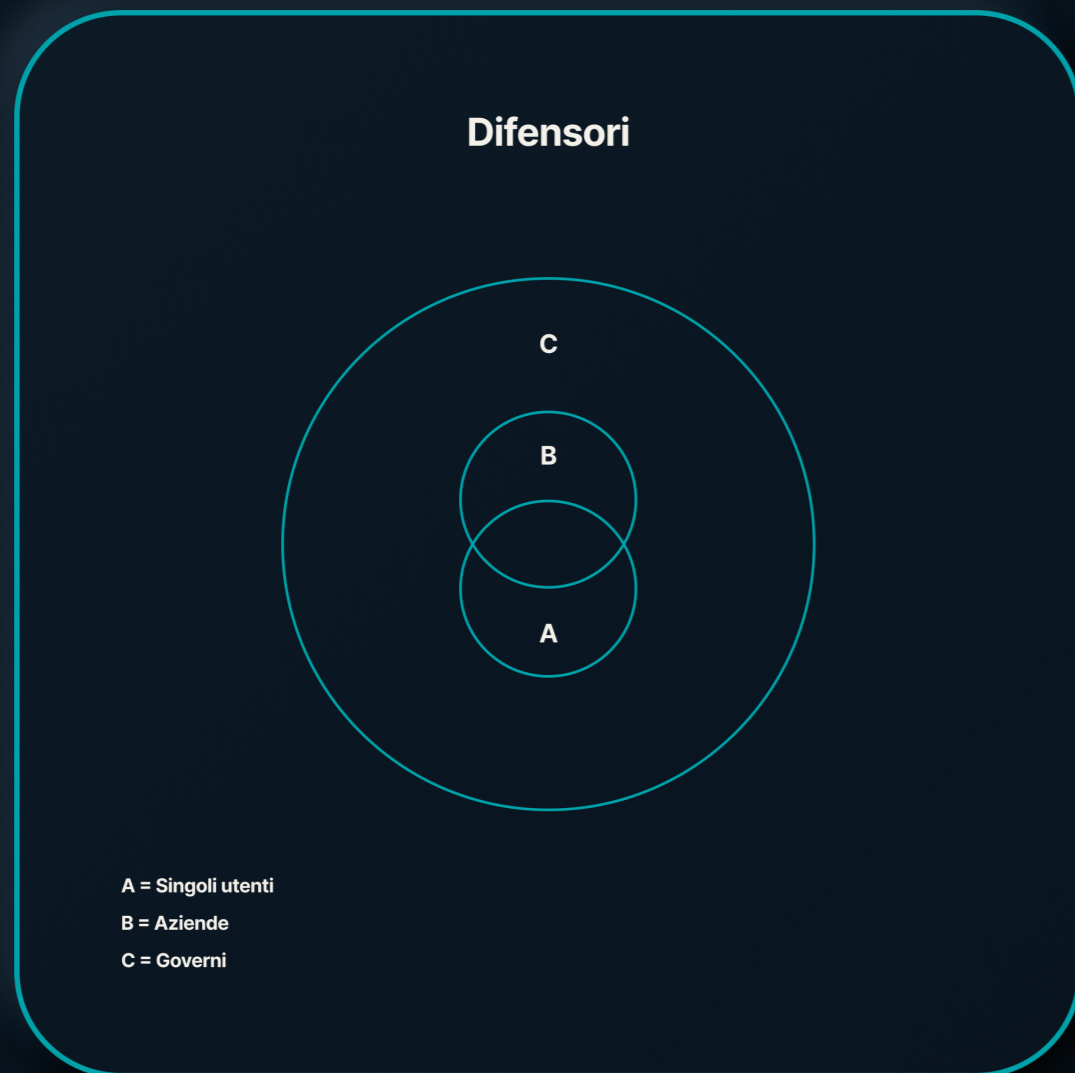 Difensori
C
B
A
A = Singoli utenti
B = Aziende
C = Governi